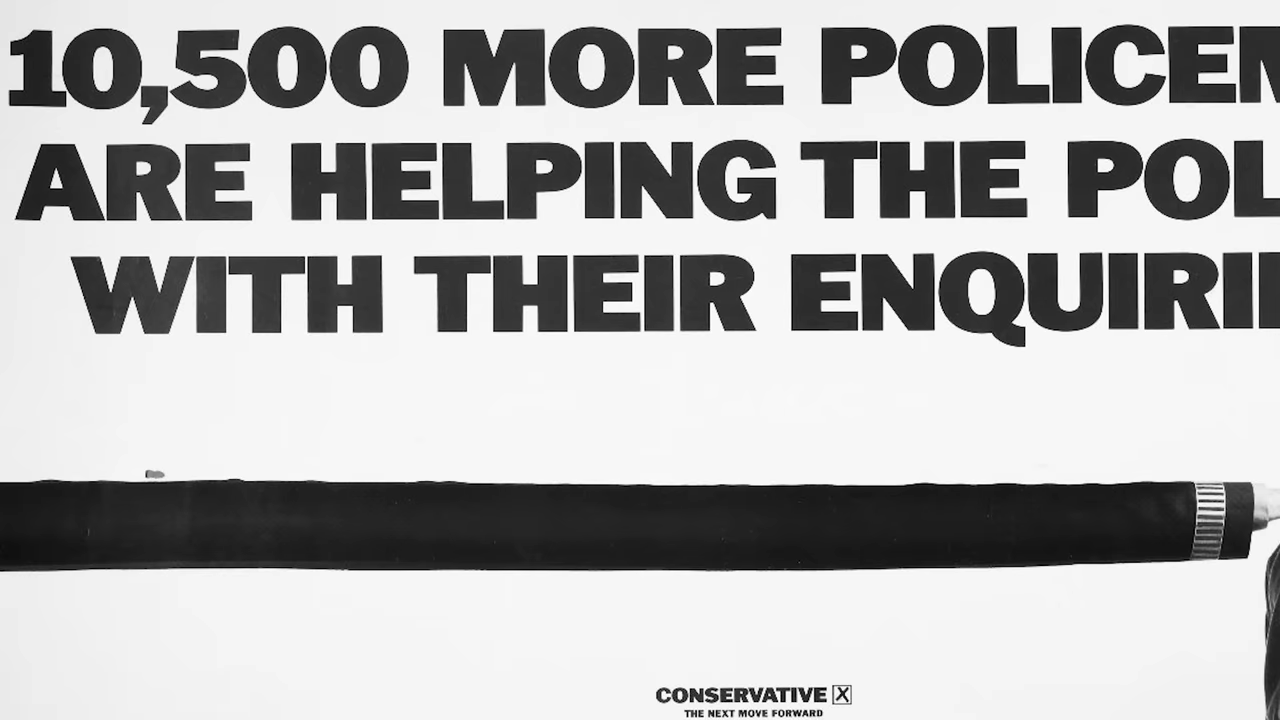 10,500 MORE POLICEM
ARE HELPING THE POL
WITH THEIR ENQUIRI
CONSERVATIVE X
THE NEXT MOVE FORWARD